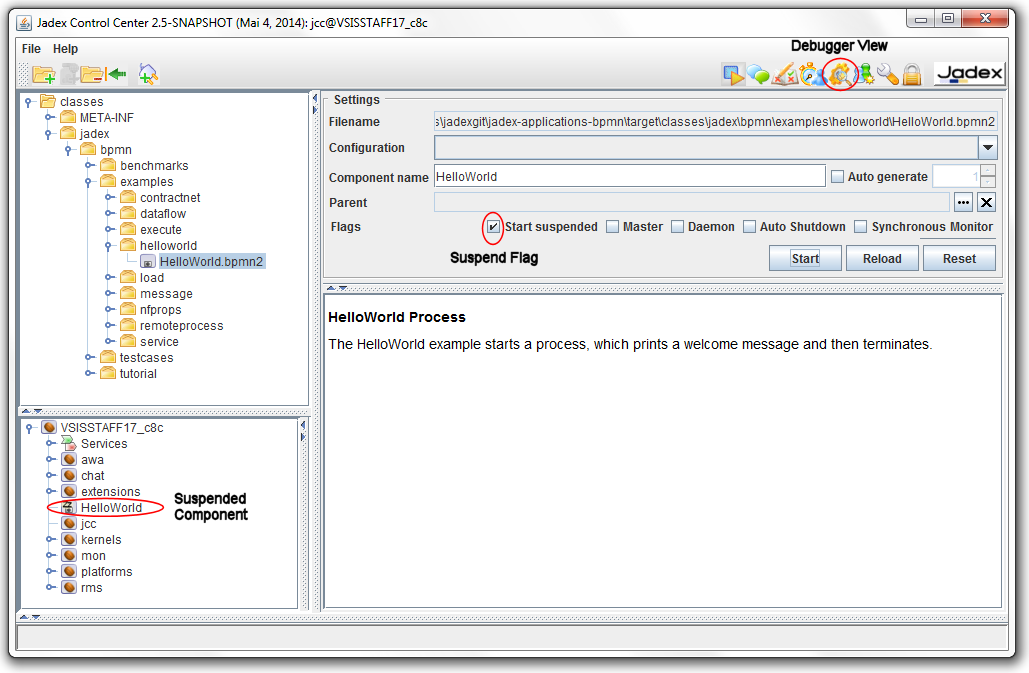 Jadex Control Center 2.5-SNAPSHOT (Mai 4, 2014): jcc@VSISSTAFF17_c8c
File Help
Debugger View
Jadex
classes
META-INF
jadex
bpmn
benchmarks
examples
contractnet
dataflow
execute
helloworld
HelloWorld.bpmn2
load
message
nfprops
remoteprocess
service
testcases
tutorial
VSISSTAFF17_c8c
Services
awa
chat
extensions
HelloWorld
jcc
kernels
mon
platforms
rms
Suspended
Component
Settings
Filename s\jadexgit\jadex-applications-bpmn\target\classes\jadex\bpmn\examples\helloworld\HelloWorld.bpmn2
Configuration
Component name HelloWorld Auto generate 1
Parent ...
Flags Start suspended Master Daemon Auto Shutdown Synchronous Monitor
Suspend Flag
Start Reload Reset
HelloWorld Process
The HelloWorld example starts a process, which prints a welcome message and then terminates.